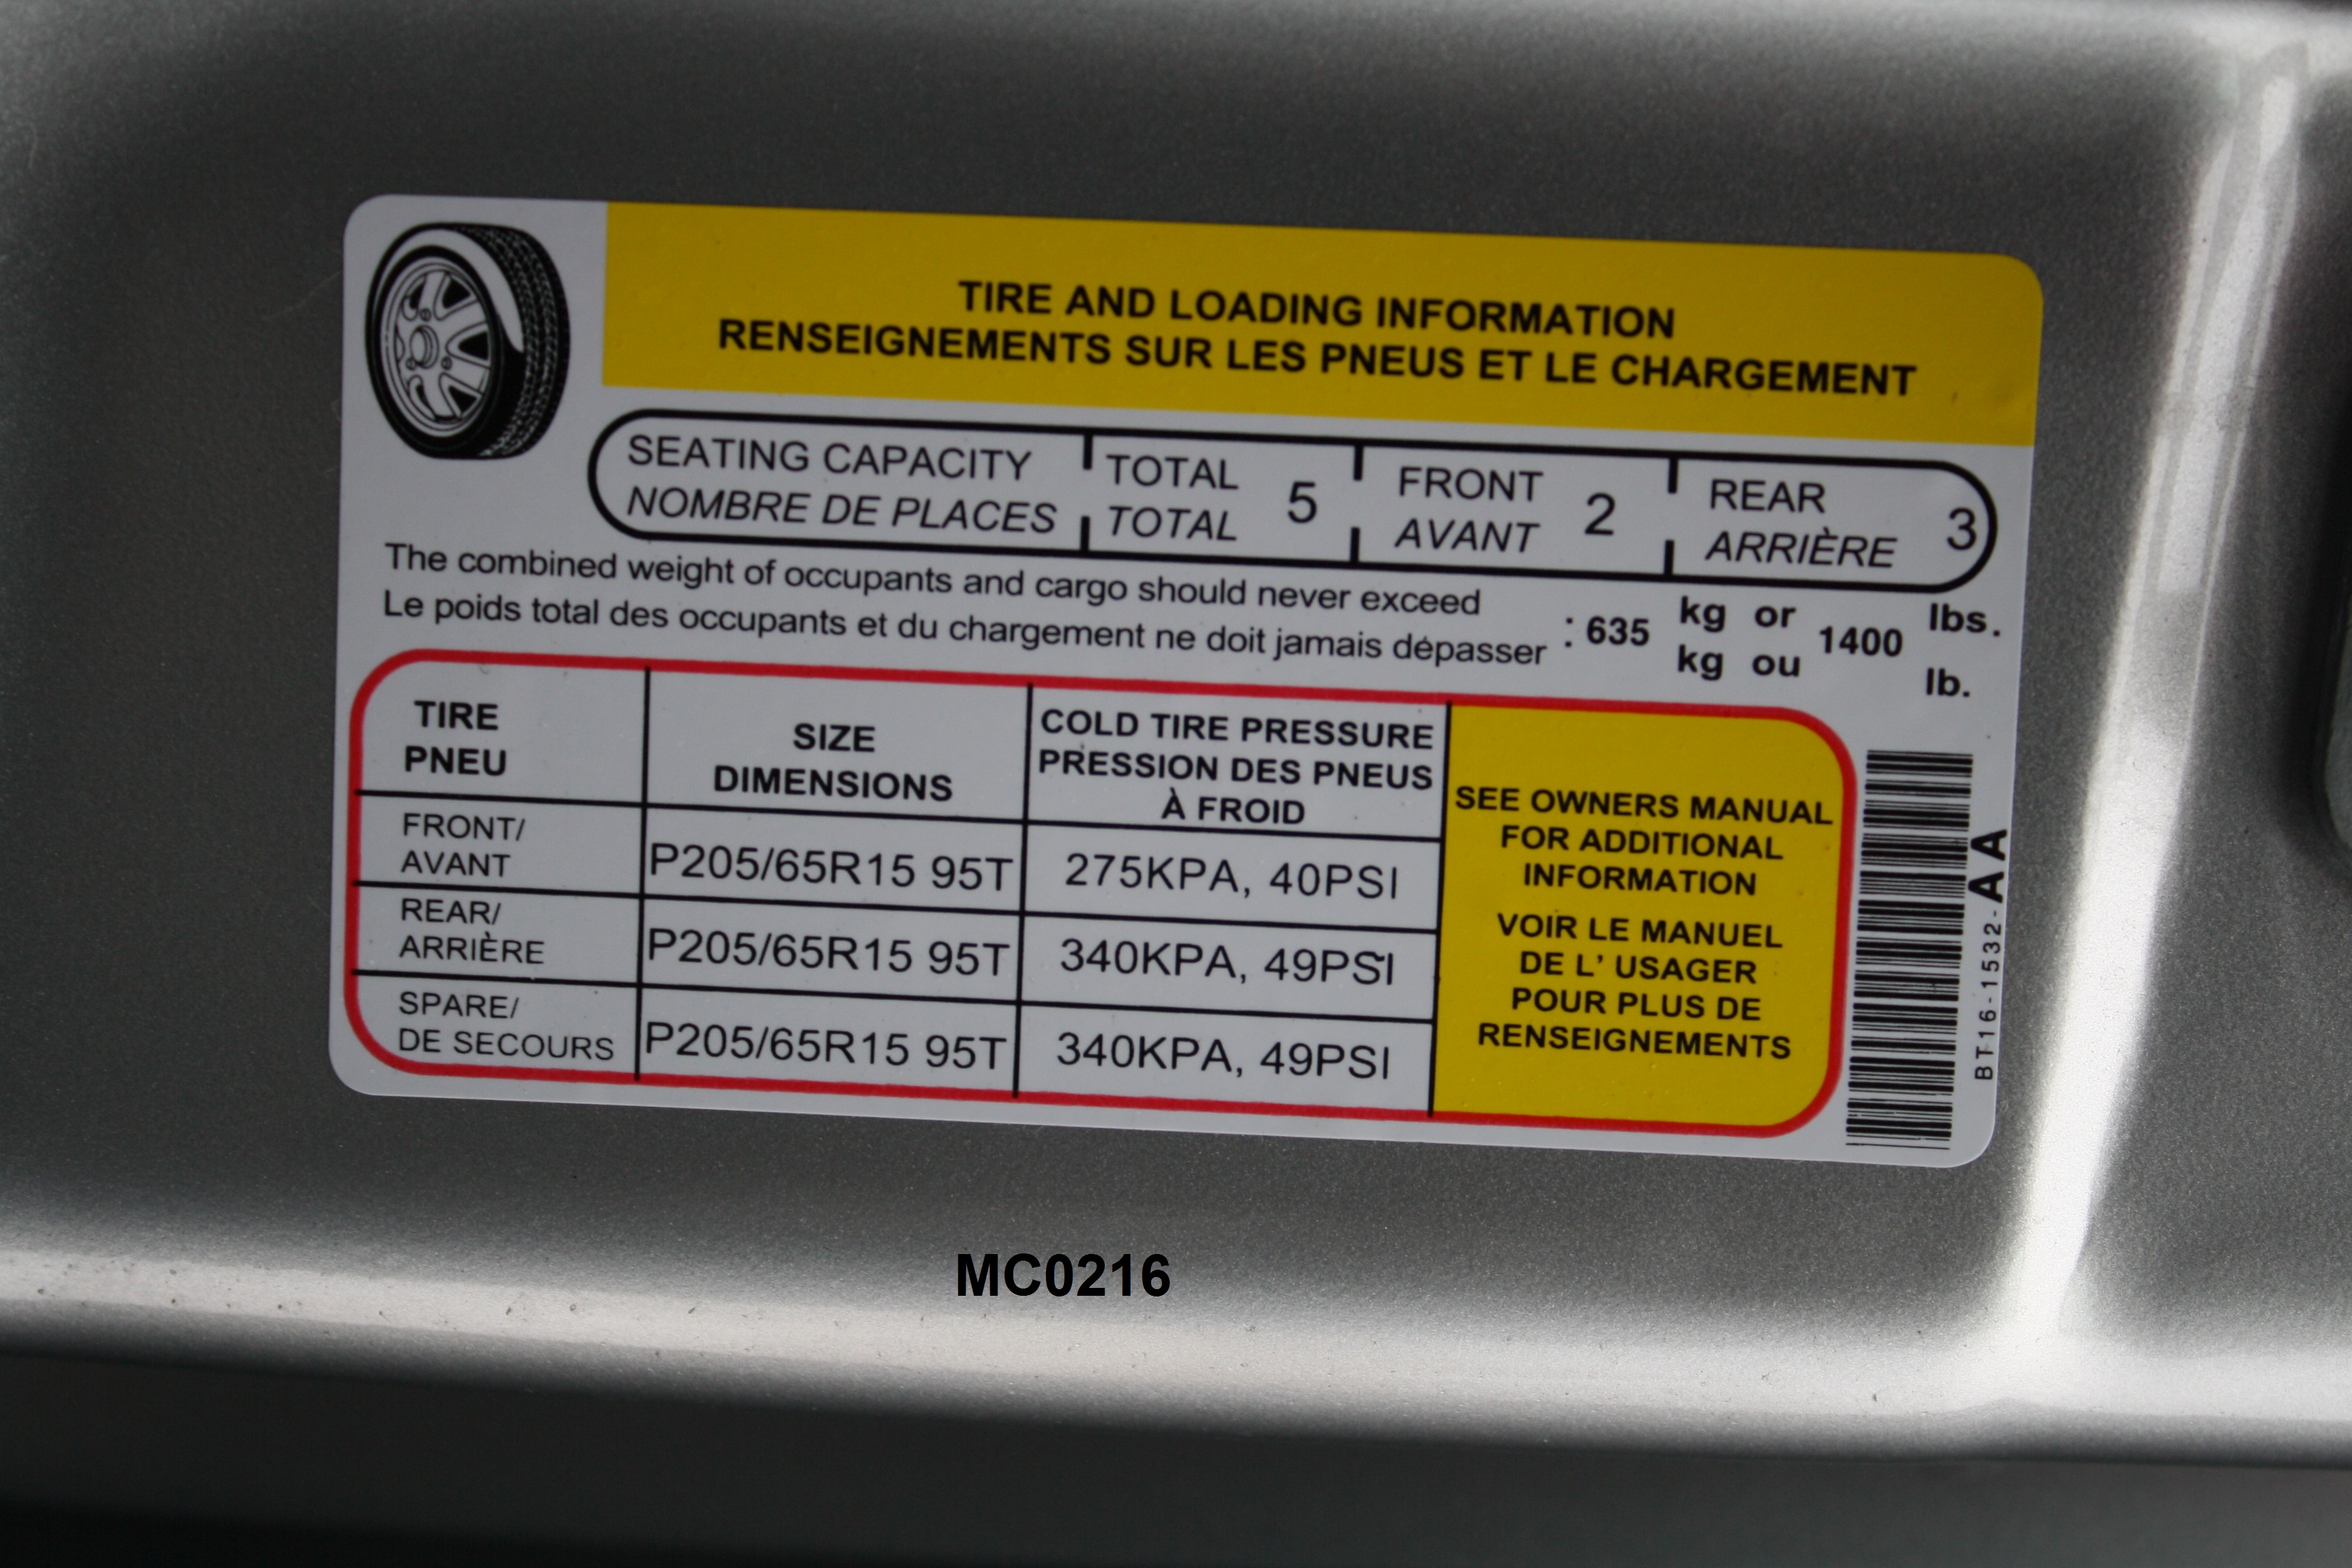 TIRE AND LOADING INFORMATION
RENSEIGNEMENTS SUR LES PNEUS ET LE CHARGEMENT
SEATING CAPACITY TOTAL 5 FRONT 2 REAR 3
NOMBRE DE PLACES TOTAL AVANT ARRIÈRE
The combined weight of occupants and cargo should never exceed : 635 kg or 1400 lbs.
Le poids total des occupants et du chargement ne doit jamais dépasser kg ou lb.
TIRE
PNEU
SIZE
DIMENSIONS
COLD TIRE PRESSURE
PRESSION DES PNEUS
À FROID
FRONT/
AVANT
P205/65R15 95T
275KPA, 40PSI
REAR/
ARRIÈRE
P205/65R15 95T
340KPA, 49PSI
SPARE/
DE SECOURS
P205/65R15 95T
340KPA, 49PSI
SEE OWNERS MANUAL
FOR ADDITIONAL
INFORMATION
VOIR LE MANUEL
DE L' USAGER
POUR PLUS DE
RENSEIGNEMENTS
BT16-1532-AA
MC0216